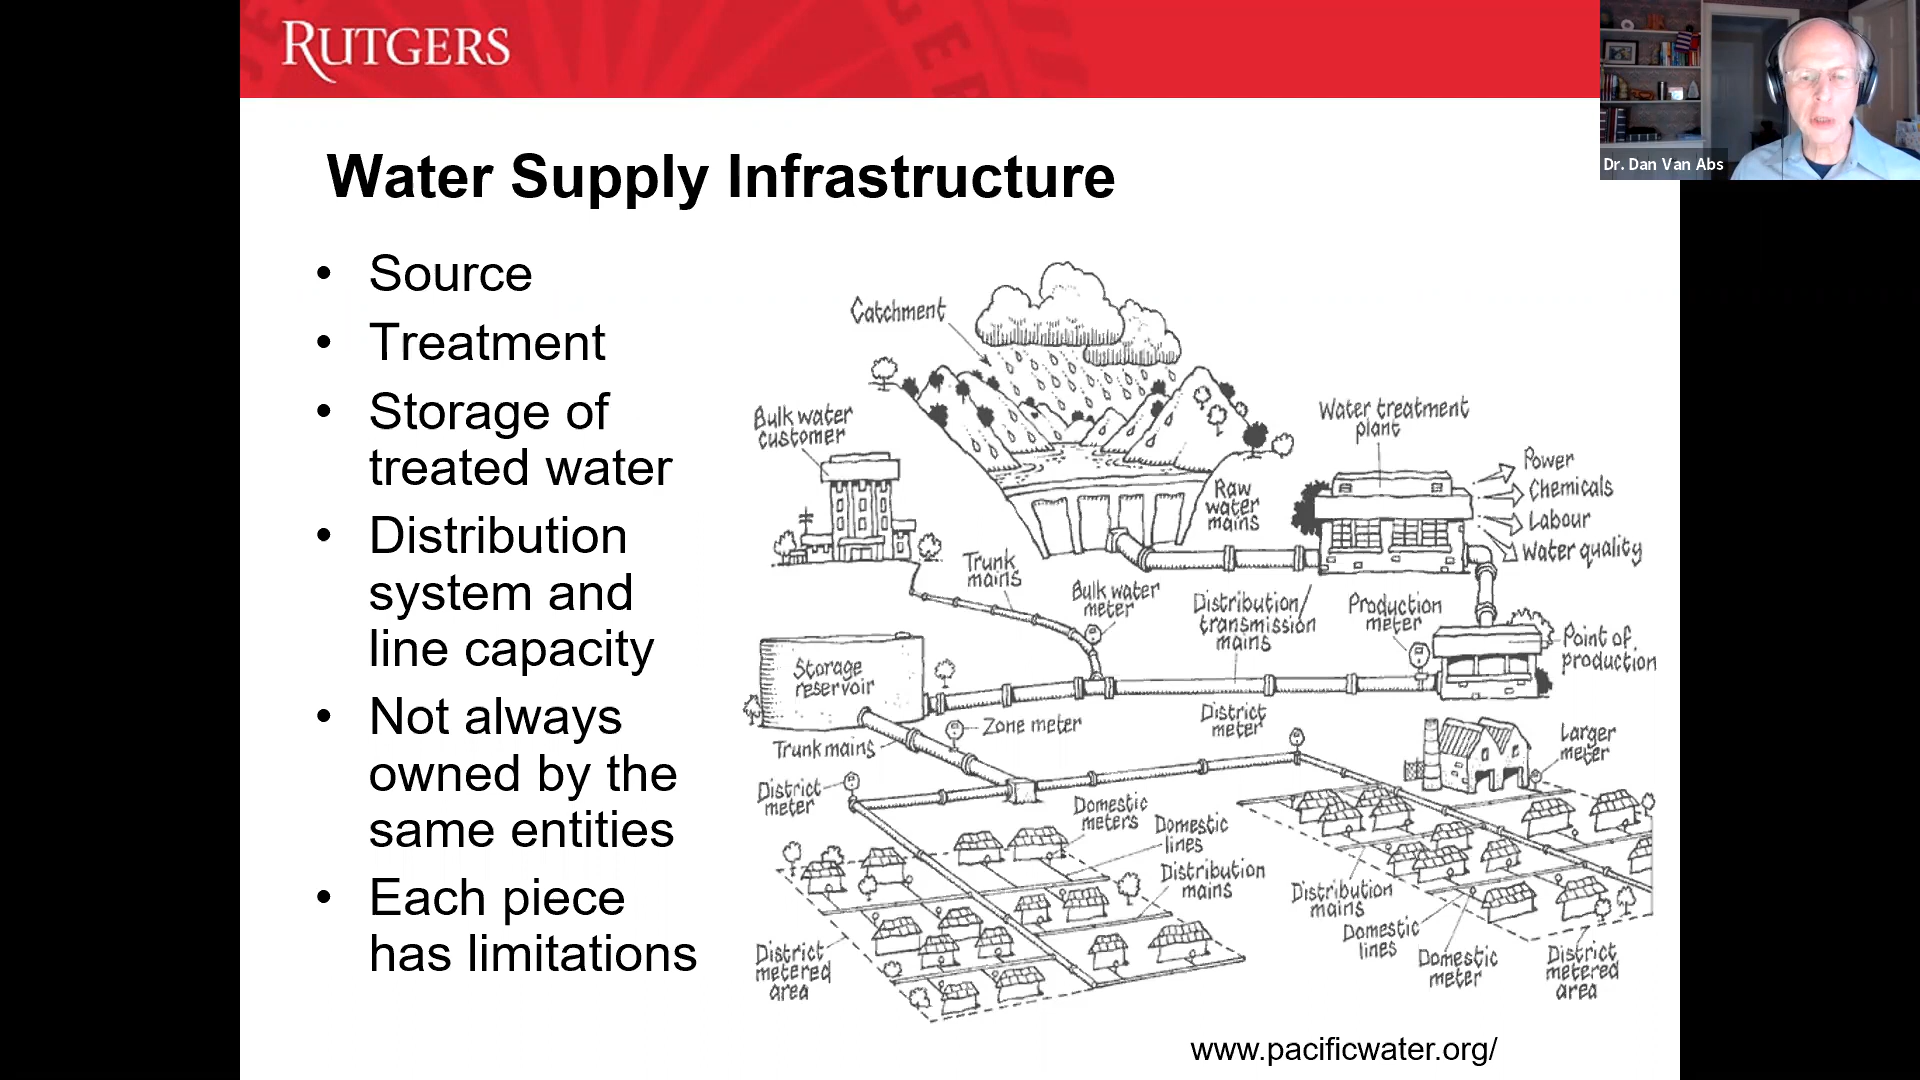 RUTGERS
Dr. Dan Van Abs
Water Supply Infrastructure
• Source
• Treatment
• Storage of
treated water
• Distribution
system and
line capacity
• Not always
owned by the
same entities
• Each piece
has limitations
Catchment
Bulk water
customer
Water treatment
plant
Power
Chemicals
Labour
Water quality
Raw
water
mains
Trunk
mains
Bulk water
meter
Distribution/
transmission
mains
Production
meter
Point of
production
Storage
reservoir
Zone meter
District
meter
Trunk mains
Larger
meter
District
meter
Domestic
meters
Domestic
lines
Distribution
mains
Distribution
mains
Domestic
lines
Domestic
meter
District
metered
area
District
metered
area
www.pacificwater.org/